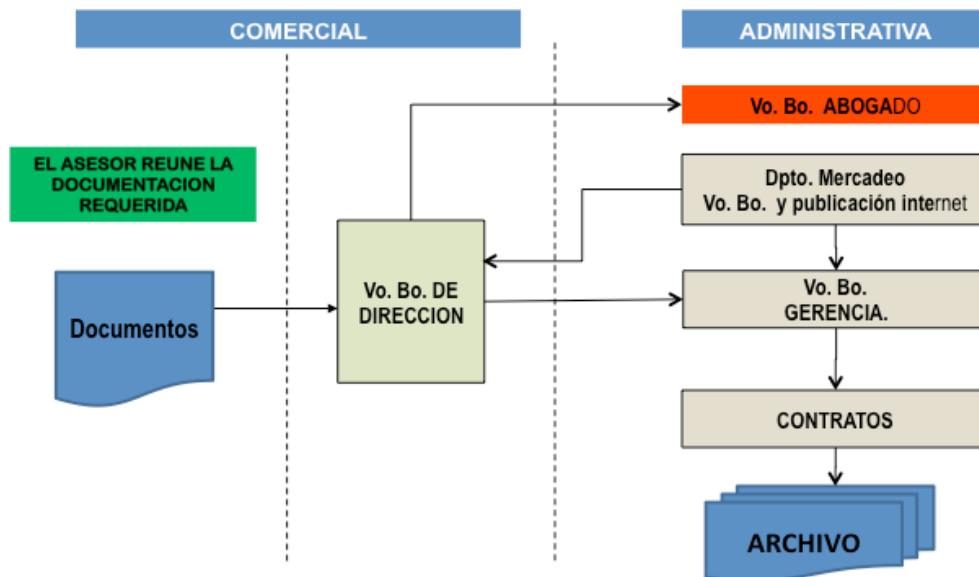 COMERCIAL
ADMINISTRATIVA
Vo. Bo. ABOGADO
EL ASESOR REUNE LA
DOCUMENTACION
REQUERIDA
Dpto. Mercadeo
Vo. Bo. y publicación internet
Documentos
Vo. Bo. DE
DIRECCION
Vo. Bo.
GERENCIA.
CONTRATOS
ARCHIVO